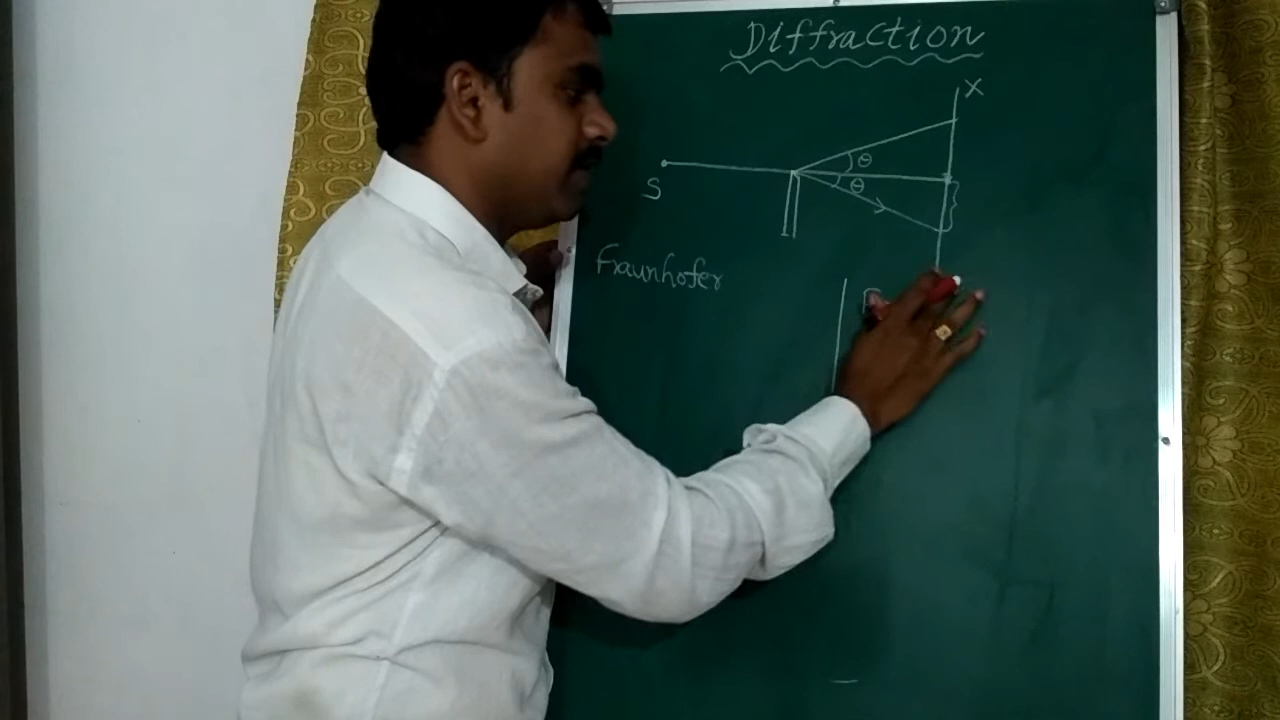 Diffraction
X
θ
θ
S
Fraunhofer
F